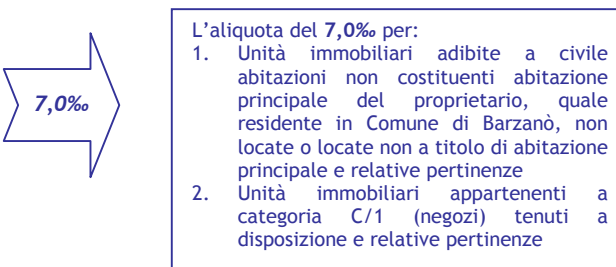 7,0‰
L'aliquota del 7,0‰ per:
1. Unità immobiliari adibite a civile
abitazioni non costituenti abitazione
principale del proprietario, quale
residente in Comune di Barzanò, non
locate o locate non a titolo di abitazione
principale e relative pertinenze
2. Unità immobiliari appartenenti a
categoria C/1 (negozi) tenuti a
disposizione e relative pertinenze